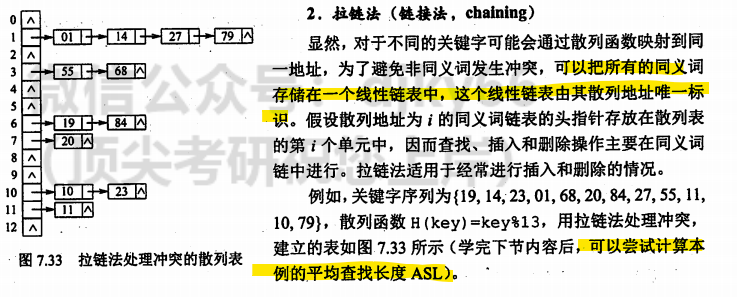 0 ∧
1 01 14 27 79 ∧
2 ∧
3 55 68 ∧
4 ∧
5 ∧
6 19 84 ∧
7 20 ∧
8 ∧
9 ∧
10 10 23 ∧
11 11 ∧
12 ∧
图 7.33 拉链法处理冲突的散列表
2. 拉链法（链接法，chaining）
显然，对于不同的关键字可能会通过散列函数映射到同
一地址，为了避免非同义词发生冲突，可以把所有的同义词
存储在一个线性链表中，这个线性链表由其散列地址唯一标
识。假设散列地址为 i 的同义词链表的头指针存放在散列表
的第 i 个单元中，因而查找、插入和删除操作主要在同义词
链中进行。拉链法适用于经常进行插入和删除的情况。
例如，关键字序列为{19, 14, 23, 01, 68, 20, 84, 27, 55, 11,
10, 79}，散列函数 H(key)=key%13，用拉链法处理冲突，
建立的表如图 7.33 所示（学完下节内容后，可以尝试计算本
例的平均查找长度 ASL）。
微信公众号：
（顶尖考研